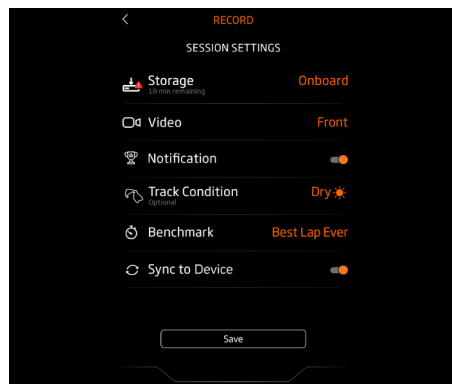 RECORD
SESSION SETTINGS
Storage Onboard
18 min remaining
Video Front
Notification
Track Condition Dry
Optional
Benchmark Best Lap Ever
Sync to Device
Save